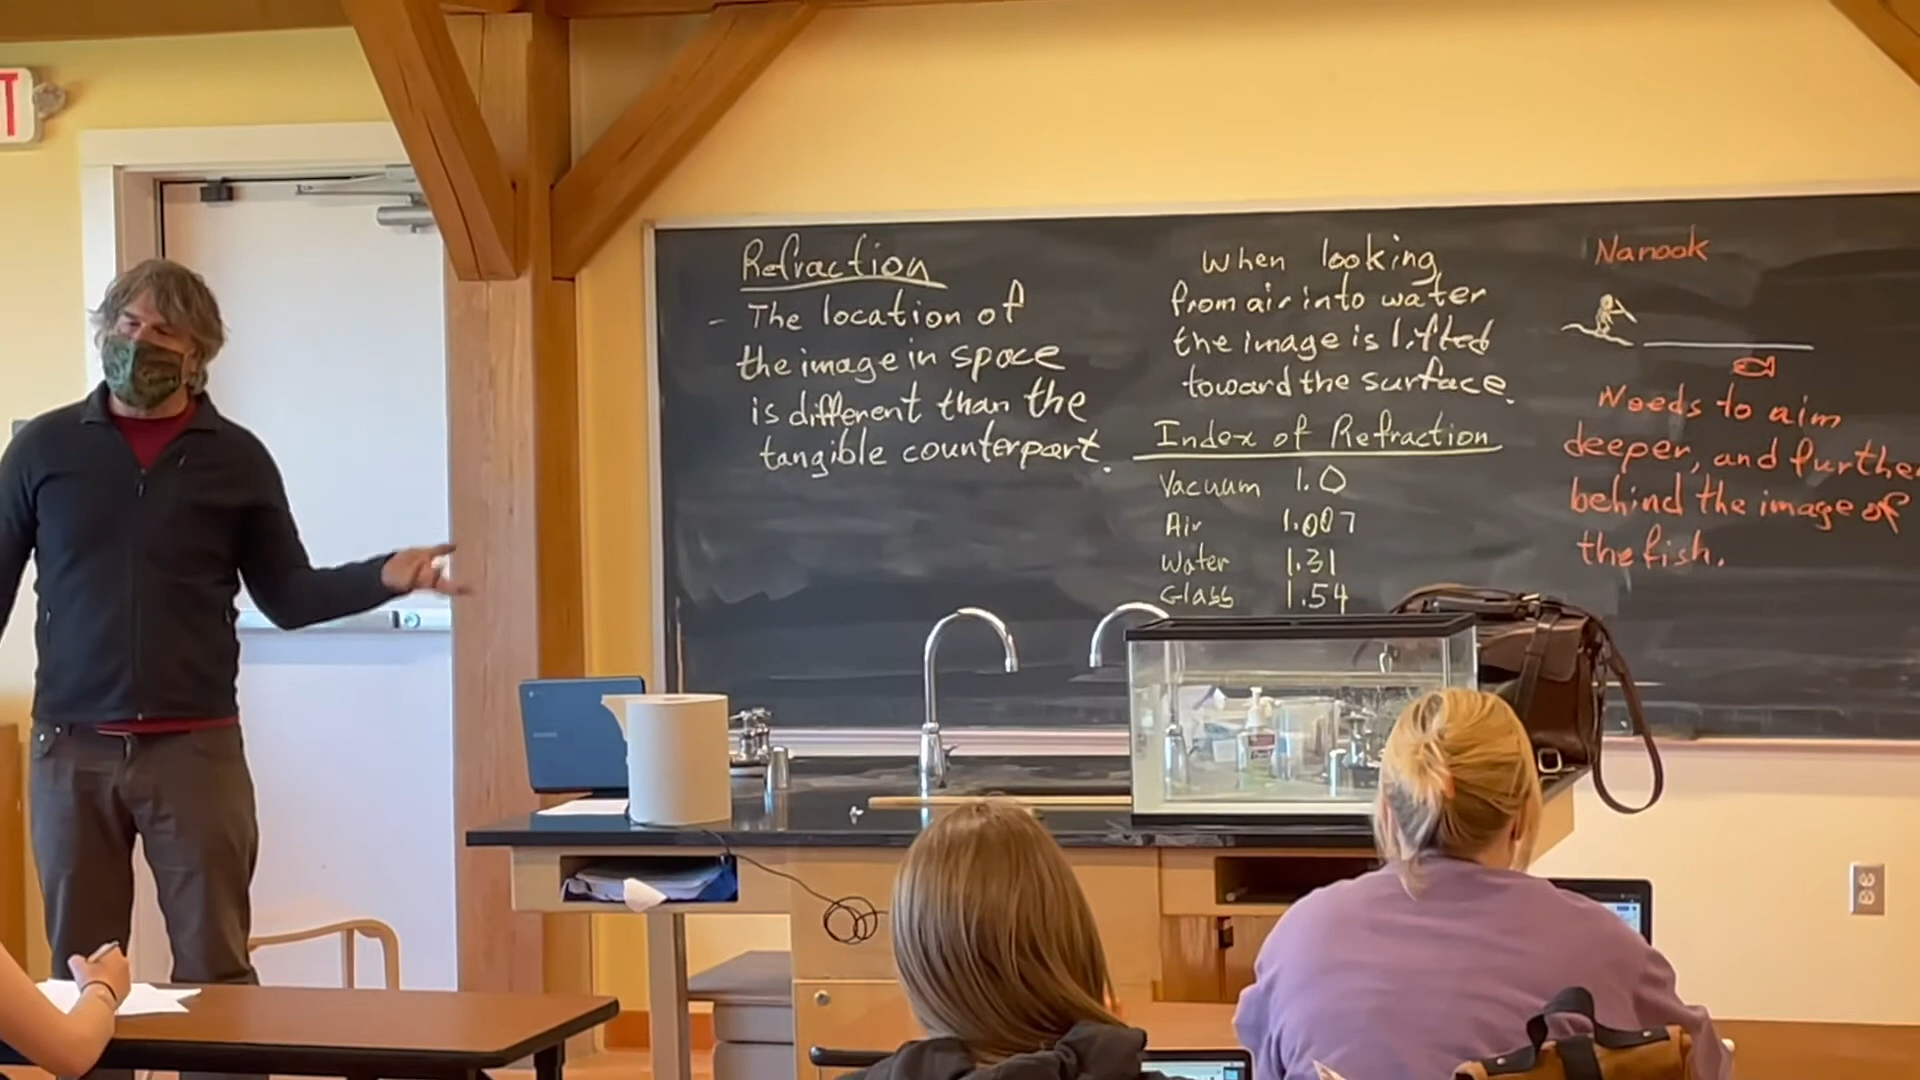 T
Refraction
- The location of
the image in space
is different than the
tangible counterpart.
When looking
from air into water
the image is lifted
toward the surface.
Index of Refraction
Vacuum 1.0
Air 1.007
Water 1.31
Glass 1.54
Nanook
Needs to aim
deeper, and further
behind the image of
the fish.